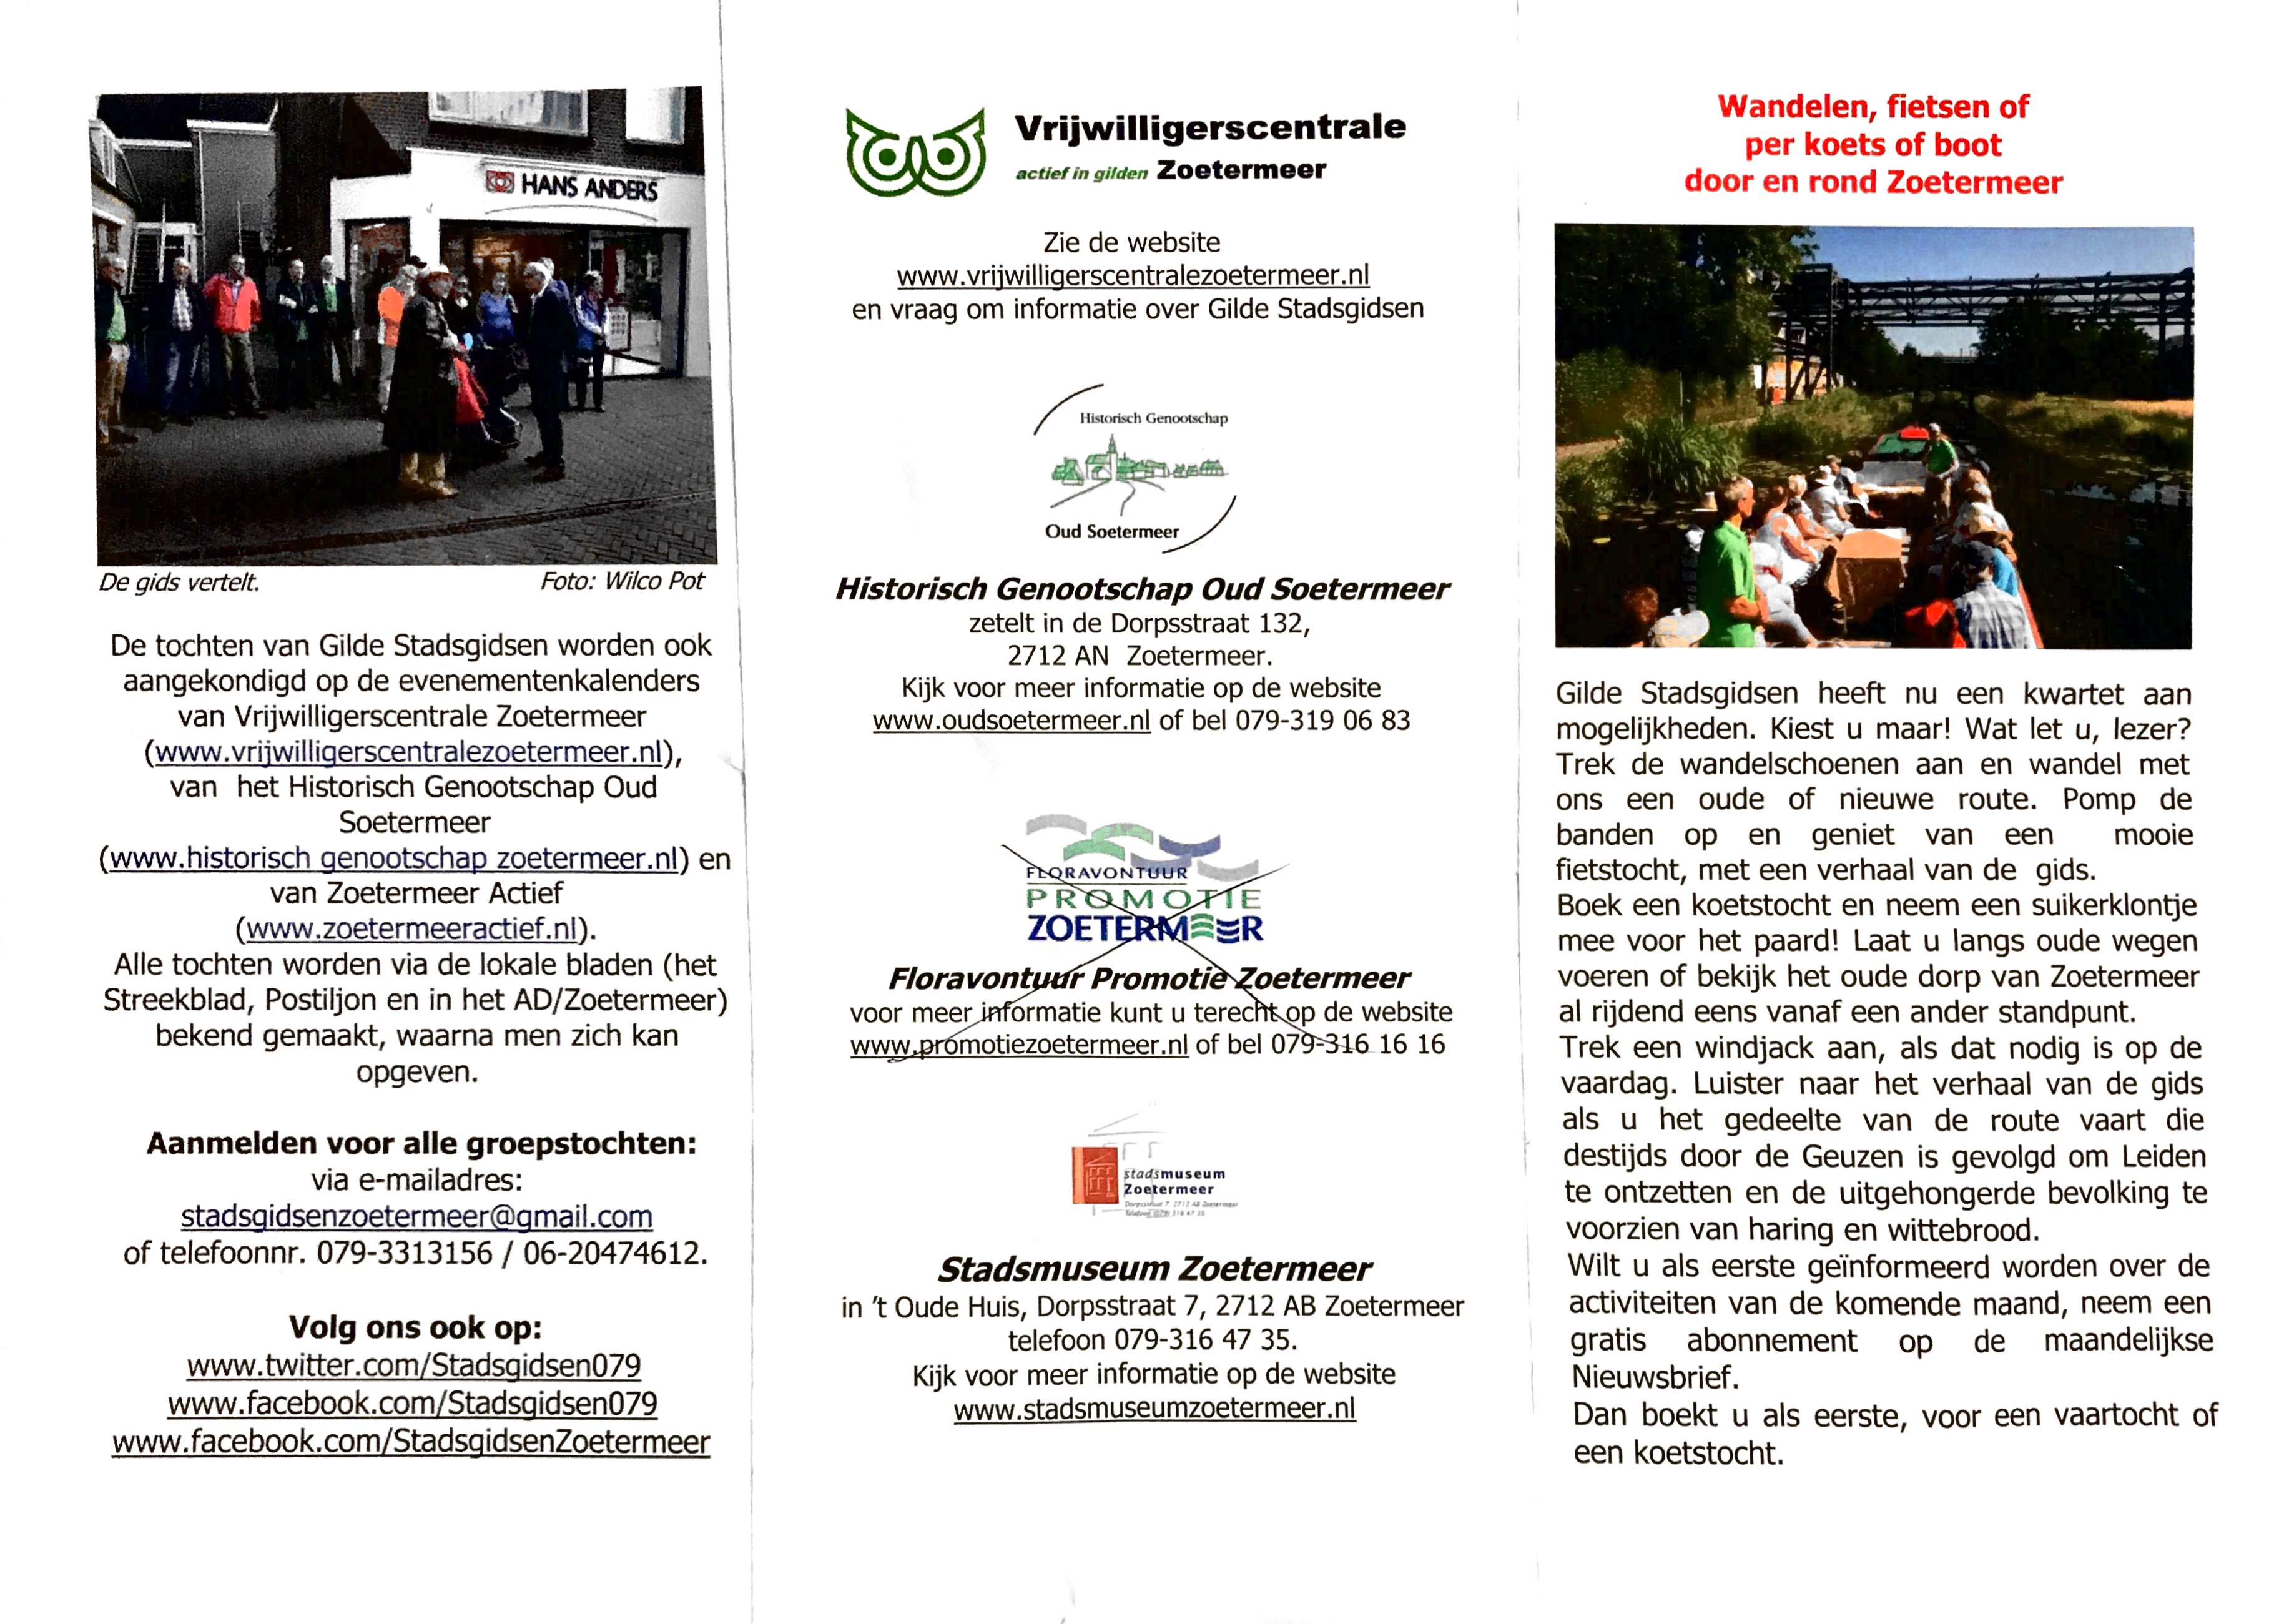 HANS ANDERS
De gids vertelt. Foto: Wilco Pot
De tochten van Gilde Stadsgidsen worden ook
aangekondigd op de evenementenkalenders
van Vrijwilligerscentrale Zoetermeer
(www.vrijwilligerscentralezoetermeer.nl),
van het Historisch Genootschap Oud
Soetermeer
(www.historisch genootschap zoetermeer.nl) en
van Zoetermeer Actief
(www.zoetermeeractief.nl).
Alle tochten worden via de lokale bladen (het
Streekblad, Postiljon en in het AD/Zoetermeer)
bekend gemaakt, waarna men zich kan
opgeven.
Aanmelden voor alle groepstochten:
via e-mailadres:
stadsgidsenzoetermeer@gmail.com
of telefoonnr. 079-3313156 / 06-20474612.
Volg ons ook op:
www.twitter.com/Stadsgidsen079
www.facebook.com/Stadsgidsen079
www.facebook.com/StadsgidsenZoetermeer
Vrijwilligerscentrale
actief in gilden Zoetermeer
Zie de website
www.vrijwilligerscentralezoetermeer.nl
en vraag om informatie over Gilde Stadsgidsen
Historisch Genootschap
Oud Soetermeer
Historisch Genootschap Oud Soetermeer
zetelt in de Dorpsstraat 132,
2712 AN Zoetermeer.
Kijk voor meer informatie op de website
www.oudsoetermeer.nl of bel 079-319 06 83
FLORAVONTUUR
PROMOTIE
ZOETERMEER
Floravontuur Promotie Zoetermeer
voor meer informatie kunt u terecht op de website
www.promotiezoetermeer.nl of bel 079-316 16 16
stadsmuseum
Zoetermeer
Dorpsstraat 7, 2712 AB Zoetermeer
Telefoon (079) 316 47 35
Stadsmuseum Zoetermeer
in 't Oude Huis, Dorpsstraat 7, 2712 AB Zoetermeer
telefoon 079-316 47 35.
Kijk voor meer informatie op de website
www.stadsmuseumzoetermeer.nl
Wandelen, fietsen of
per koets of boot
door en rond Zoetermeer
Gilde Stadsgidsen heeft nu een kwartet aan
mogelijkheden. Kiest u maar! Wat let u, lezer?
Trek de wandelschoenen aan en wandel met
ons een oude of nieuwe route. Pomp de
banden op en geniet van een mooie
fietstocht, met een verhaal van de gids.
Boek een koetstocht en neem een suikerklontje
mee voor het paard! Laat u langs oude wegen
voeren of bekijk het oude dorp van Zoetermeer
al rijdend eens vanaf een ander standpunt.
Trek een windjack aan, als dat nodig is op de
vaardag. Luister naar het verhaal van de gids
als u het gedeelte van de route vaart die
destijds door de Geuzen is gevolgd om Leiden
te ontzetten en de uitgehongerde bevolking te
voorzien van haring en wittebrood.
Wilt u als eerste geïnformeerd worden over de
activiteiten van de komende maand, neem een
gratis abonnement op de maandelijkse
Nieuwsbrief.
Dan boekt u als eerste, voor een vaartocht of
een koetstocht.